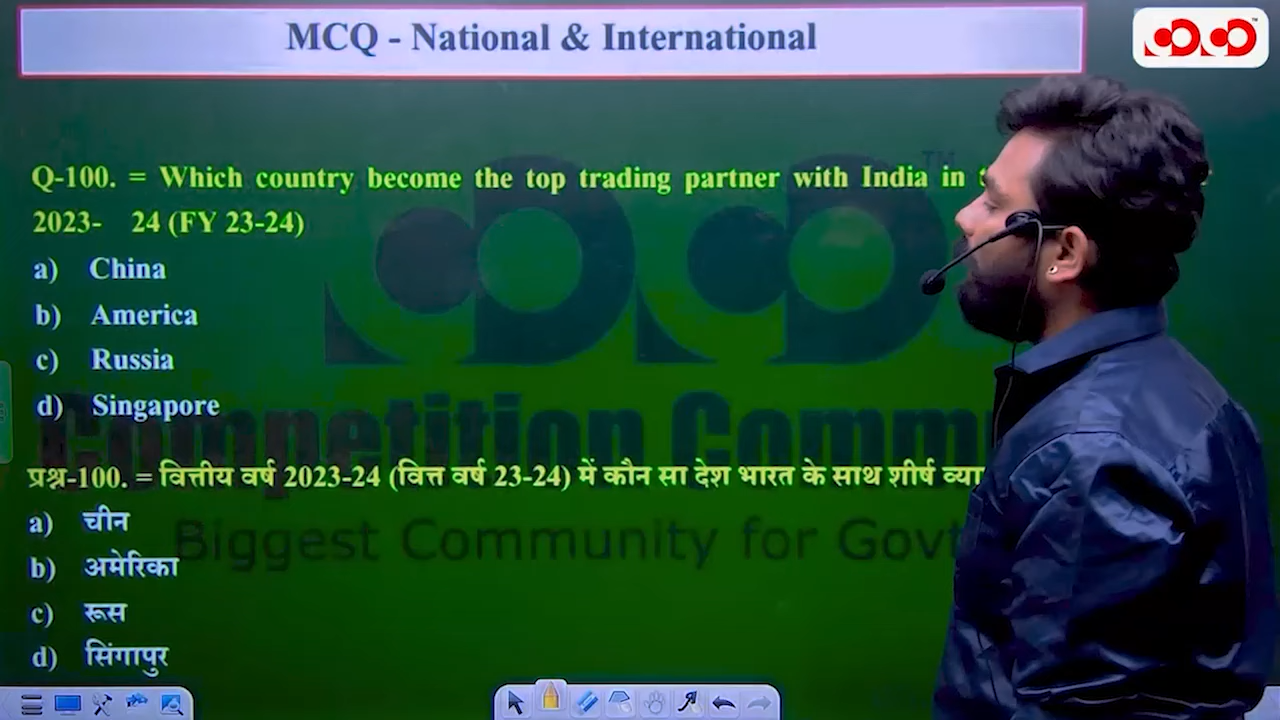 MCQ - National & International
TM
Q-100. = Which country become the top trading partner with India in
2023- 24 (FY 23-24)
a) China
b) America
c) Russia
d) Singapore
Competition Comm
प्रश्न-100. = वित्तीय वर्ष 2023-24 (वित्त वर्ष 23-24) में कौन सा देश भारत के साथ शीर्ष व्या
a) चीन
Biggest Community for Govt
b) अमेरिका
c) रूस
d) सिंगापुर